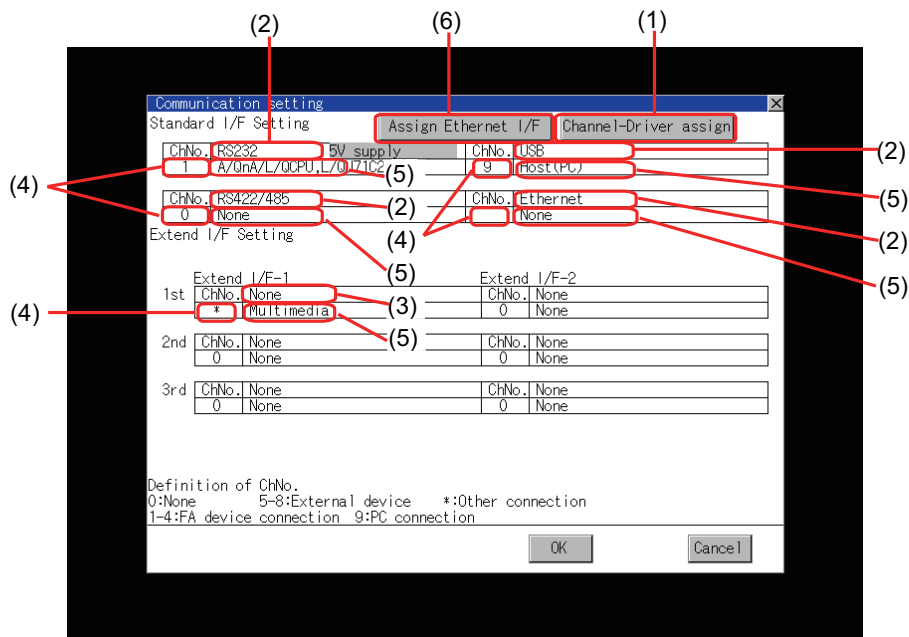 (2) (6) (1)
Communication setting
Standard I/F Setting Assign Ethernet I/F Channel-Driver assign
ChNo. RS232 5V supply ChNo. USB (2)
(4) 1 A/QnA/L/QCPU,L/QJ71C2 (5) 9 Host(PC) (5)
ChNo. RS422/485 (2) ChNo. Ethernet (2)
0 None (4) None
Extend I/F Setting
(5) (5)
Extend I/F-1 Extend I/F-2
1st ChNo. None (3) ChNo. None
(4) * Multimedia (5) 0 None
2nd ChNo. None ChNo. None
0 None 0 None
3rd ChNo. None ChNo. None
0 None 0 None
Definition of ChNo.
0:None 5-8:External device *:Other connection
1-4:FA device connection 9:PC connection
OK Cancel